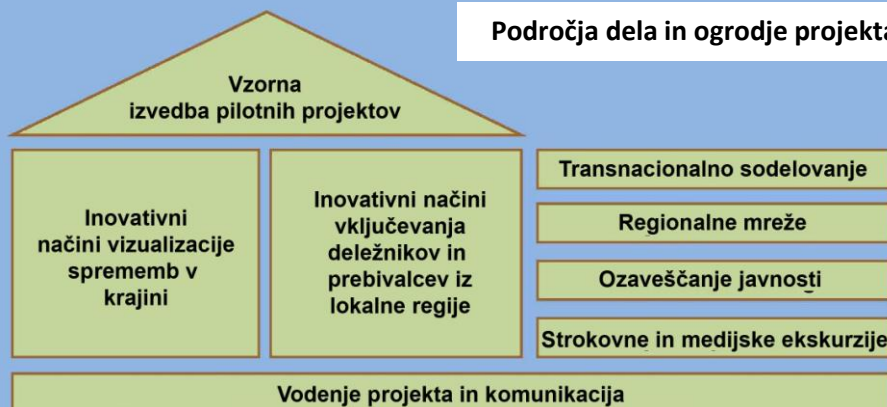 Področja dela in ogrodje projekta
Vzorna
izvedba pilotnih projektov
Inovativni
načini vizualizacije
sprememb v
krajini
Inovativni načini
vključevanja
deležnikov in
prebivalcev iz
lokalne regije
Transnacionalno sodelovanje
Regionalne mreže
Ozaveščanje javnosti
Strokovne in medijske ekskurzije
Vodenje projekta in komunikacija